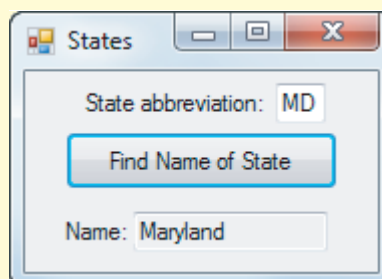 States
State abbreviation: MD
Find Name of State
Name: Maryland